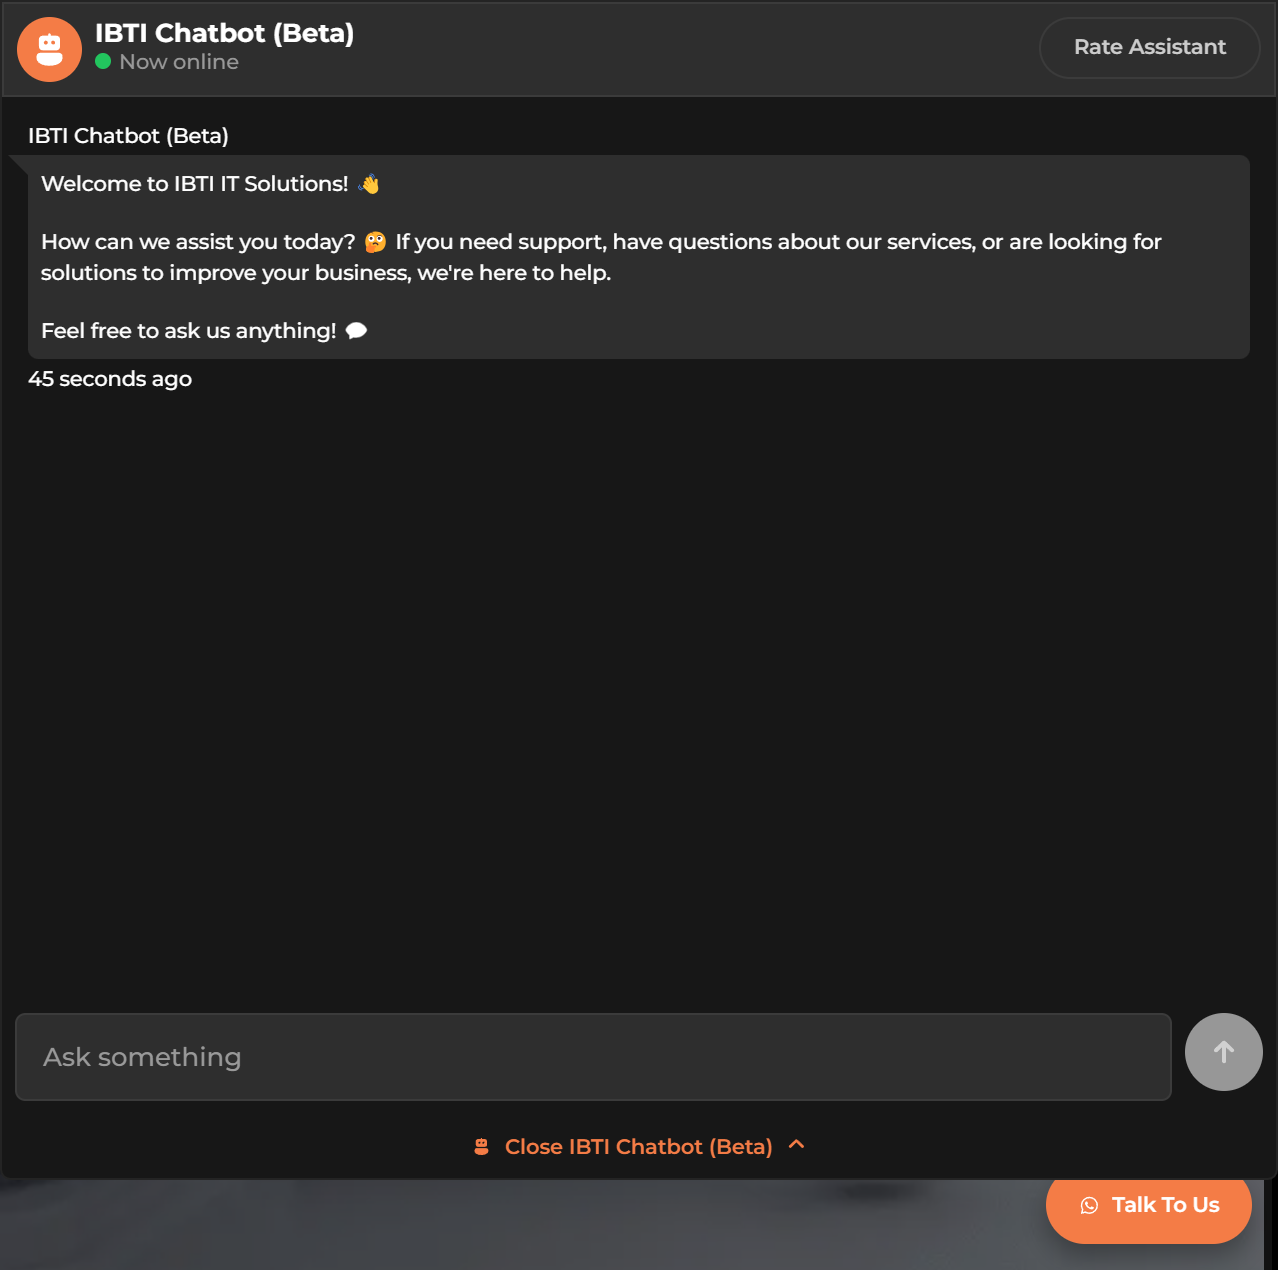 IBTI Chatbot (Beta)
Now online
Rate Assistant
IBTI Chatbot (Beta)
Welcome to IBTI IT Solutions! 👋
How can we assist you today? 🤔 If you need support, have questions about our services, or are looking for
solutions to improve your business, we're here to help.
Feel free to ask us anything! 💬
45 seconds ago
Ask something
Close IBTI Chatbot (Beta)
Talk To Us